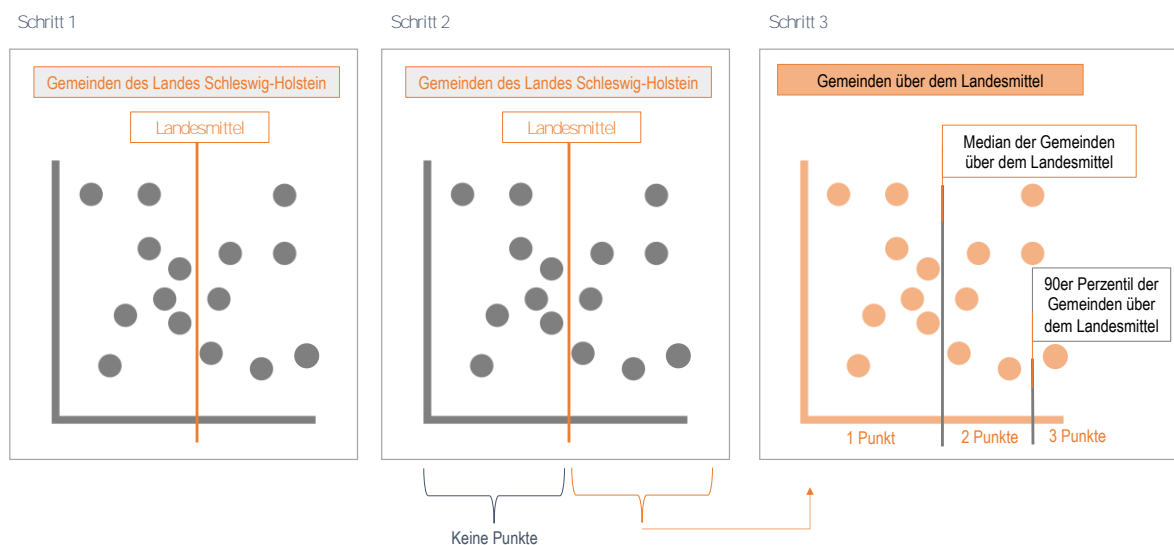 Schritt 1
Schritt 2
Schritt 3
Gemeinden des Landes Schleswig-Holstein
Landesmittel
Gemeinden des Landes Schleswig-Holstein
Landesmittel
Gemeinden über dem Landesmittel
Median der Gemeinden
über dem Landesmittel
90er Perzentil der
Gemeinden über
dem Landesmittel
1 Punkt
2 Punkte
3 Punkte
Keine Punkte